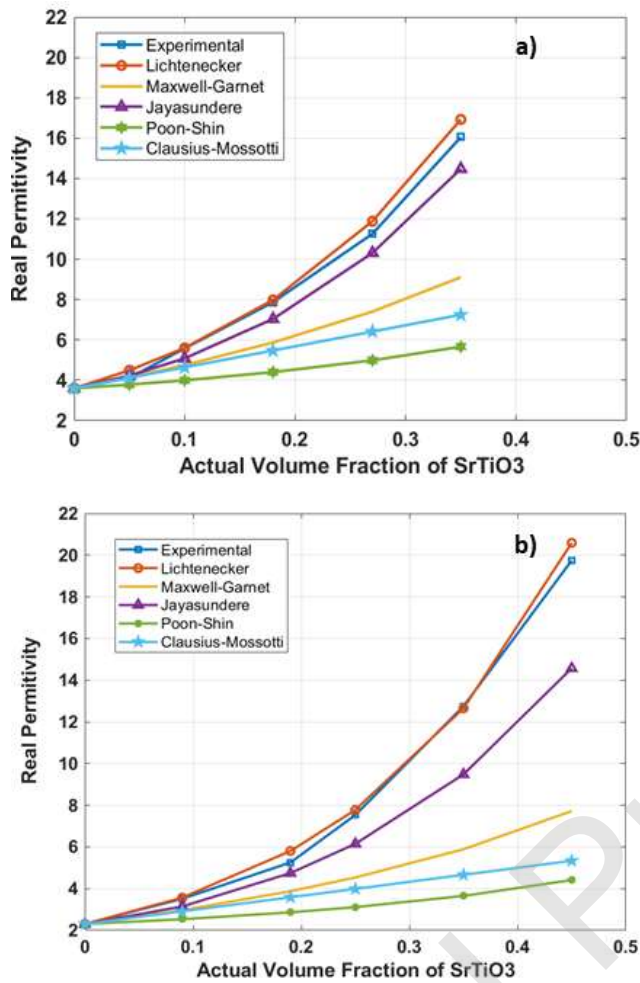 22
20
18
16
14
12
10
8
6
4
2
Real Permitivity
Experimental
Lichtenecker
Maxwell-Garnet
Jayasundere
Poon-Shin
Clausius-Mossotti
a)
0 0.1 0.2 0.3 0.4 0.5
Actual Volume Fraction of SrTiO3
22
20
18
16
14
12
10
8
6
4
2
Real Permitivity
Experimental
Lichtenecker
Maxwell-Garnet
Jayasundere
Poon-Shin
Clausius-Mossotti
b)
0 0.1 0.2 0.3 0.4 0.5
Actual Volume Fraction of SrTiO3